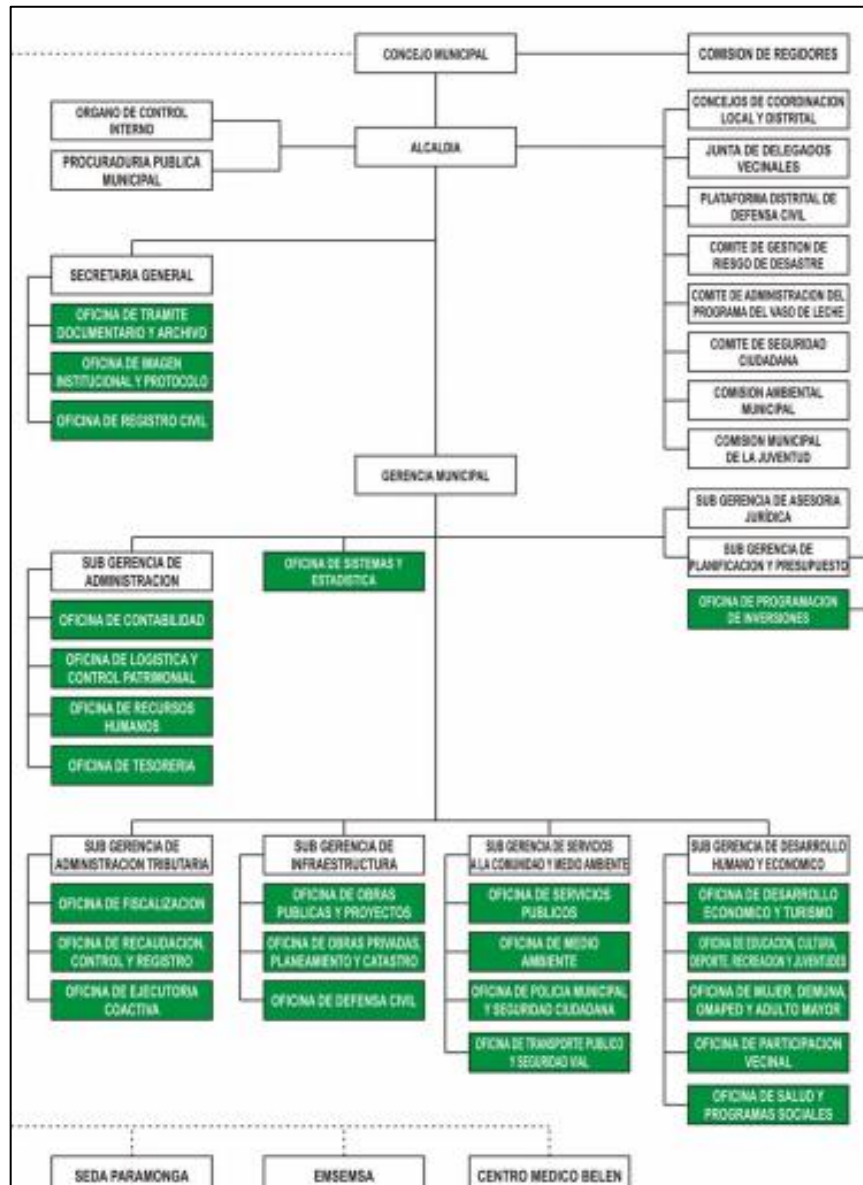 CONCEJO MUNICIPAL
COMISION DE REGIDORES
ORGANO DE CONTROL
INTERNO
PROCURADURIA PUBLICA
MUNICIPAL
ALCALDIA
CONCEJOS DE COORDINACION
LOCAL Y DISTRITAL
JUNTA DE DELEGADOS
VECINALES
PLATAFORMA DISTRITAL DE
DEFENSA CIVIL
COMITE DE GESTION DE
RIESGO DE DESASTRE
COMITE DE ADMINISTRACION DEL
PROGRAMA DEL VASO DE LECHE
COMITE DE SEGURIDAD
CIUDADANA
COMISION AMBIENTAL
MUNICIPAL
COMISION MUNICIPAL
DE LA JUVENTUD
SECRETARIA GENERAL
OFICINA DE TRAMITE
DOCUMENTARIO Y ARCHIVO
OFICINA DE IMAGEN
INSTITUCIONAL Y PROTOCOLO
OFICINA DE REGISTRO CIVIL
GERENCIA MUNICIPAL
SUB GERENCIA DE ASESORIA
JURÍDICA
SUB GERENCIA DE
PLANIFICACION Y PRESUPUESTO
OFICINA DE PROGRAMACION
DE INVERSIONES
SUB GERENCIA DE
ADMINISTRACION
OFICINA DE SISTEMAS Y
ESTADISTICA
OFICINA DE CONTABILIDAD
OFICINA DE LOGISTICA Y
CONTROL PATRIMONIAL
OFICINA DE RECURSOS
HUMANOS
OFICINA DE TESORERIA
SUB GERENCIA DE
ADMINISTRACION TRIBUTARIA
OFICINA DE FISCALIZACION
OFICINA DE RECAUDACION,
CONTROL Y REGISTRO
OFICINA DE EJECUTORIA
COACTIVA
SUB GERENCIA DE
INFRAESTRUCTURA
OFICINA DE OBRAS
PUBLICAS Y PROYECTOS
OFICINA DE OBRAS PRIVADAS,
PLANEAMIENTO Y CATASTRO
OFICINA DE DEFENSA CIVIL
SUB GERENCIA DE SERVICIOS
A LA COMUNIDAD Y MEDIO AMBIENTE
OFICINA DE SERVICIOS
PUBLICOS
OFICINA DE MEDIO
AMBIENTE
OFICINA DE POLICIA MUNICIPAL
Y SEGURIDAD CIUDADANA
OFICINA DE TRANSPORTE PUBLICO
Y SEGURIDAD VIAL
SUB GERENCIA DE DESARROLLO
HUMANO Y ECONOMICO
OFICINA DE DESARROLLO
ECONOMICO Y TURISMO
OFICINA DE EDUCACION, CULTURA,
DEPORTE, RECREACION Y JUVENTUDES
OFICINA DE MUJER, DEMUNA,
OMAPED Y ADULTO MAYOR
OFICINA DE PARTICIPACION
VECINAL
OFICINA DE SALUD Y
PROGRAMAS SOCIALES
SEDA PARAMONGA
EMSEMSA
CENTRO MEDICO BELEN